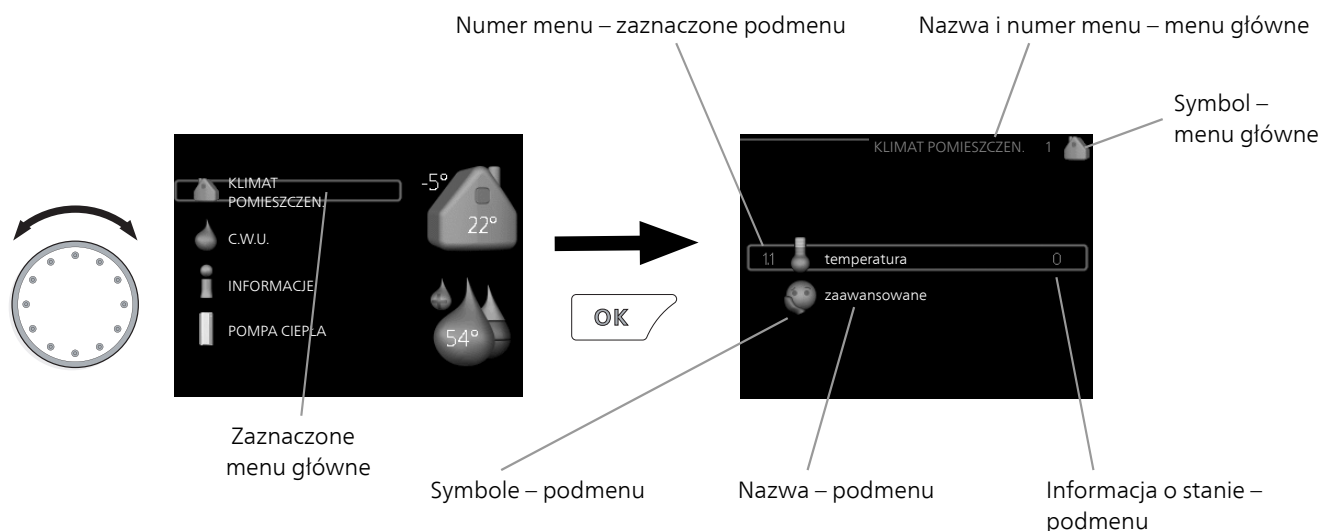 Numer menu – zaznaczone podmenu
Nazwa i numer menu – menu główne
Symbol –
menu główne
KLIMAT
POMIESZCZEN.
C.W.U.
INFORMACJE
POMPA CIEPŁA
-5°
22°
54°
OK
KLIMAT POMIESZCZEN. 1
1.1 temperatura 0
zaawansowane
Zaznaczone
menu główne
Symbole – podmenu
Nazwa – podmenu
Informacja o stanie –
podmenu